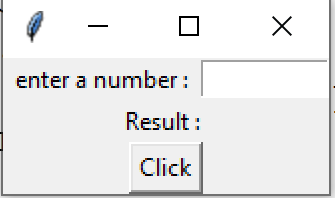 enter a number :
Result :
Click